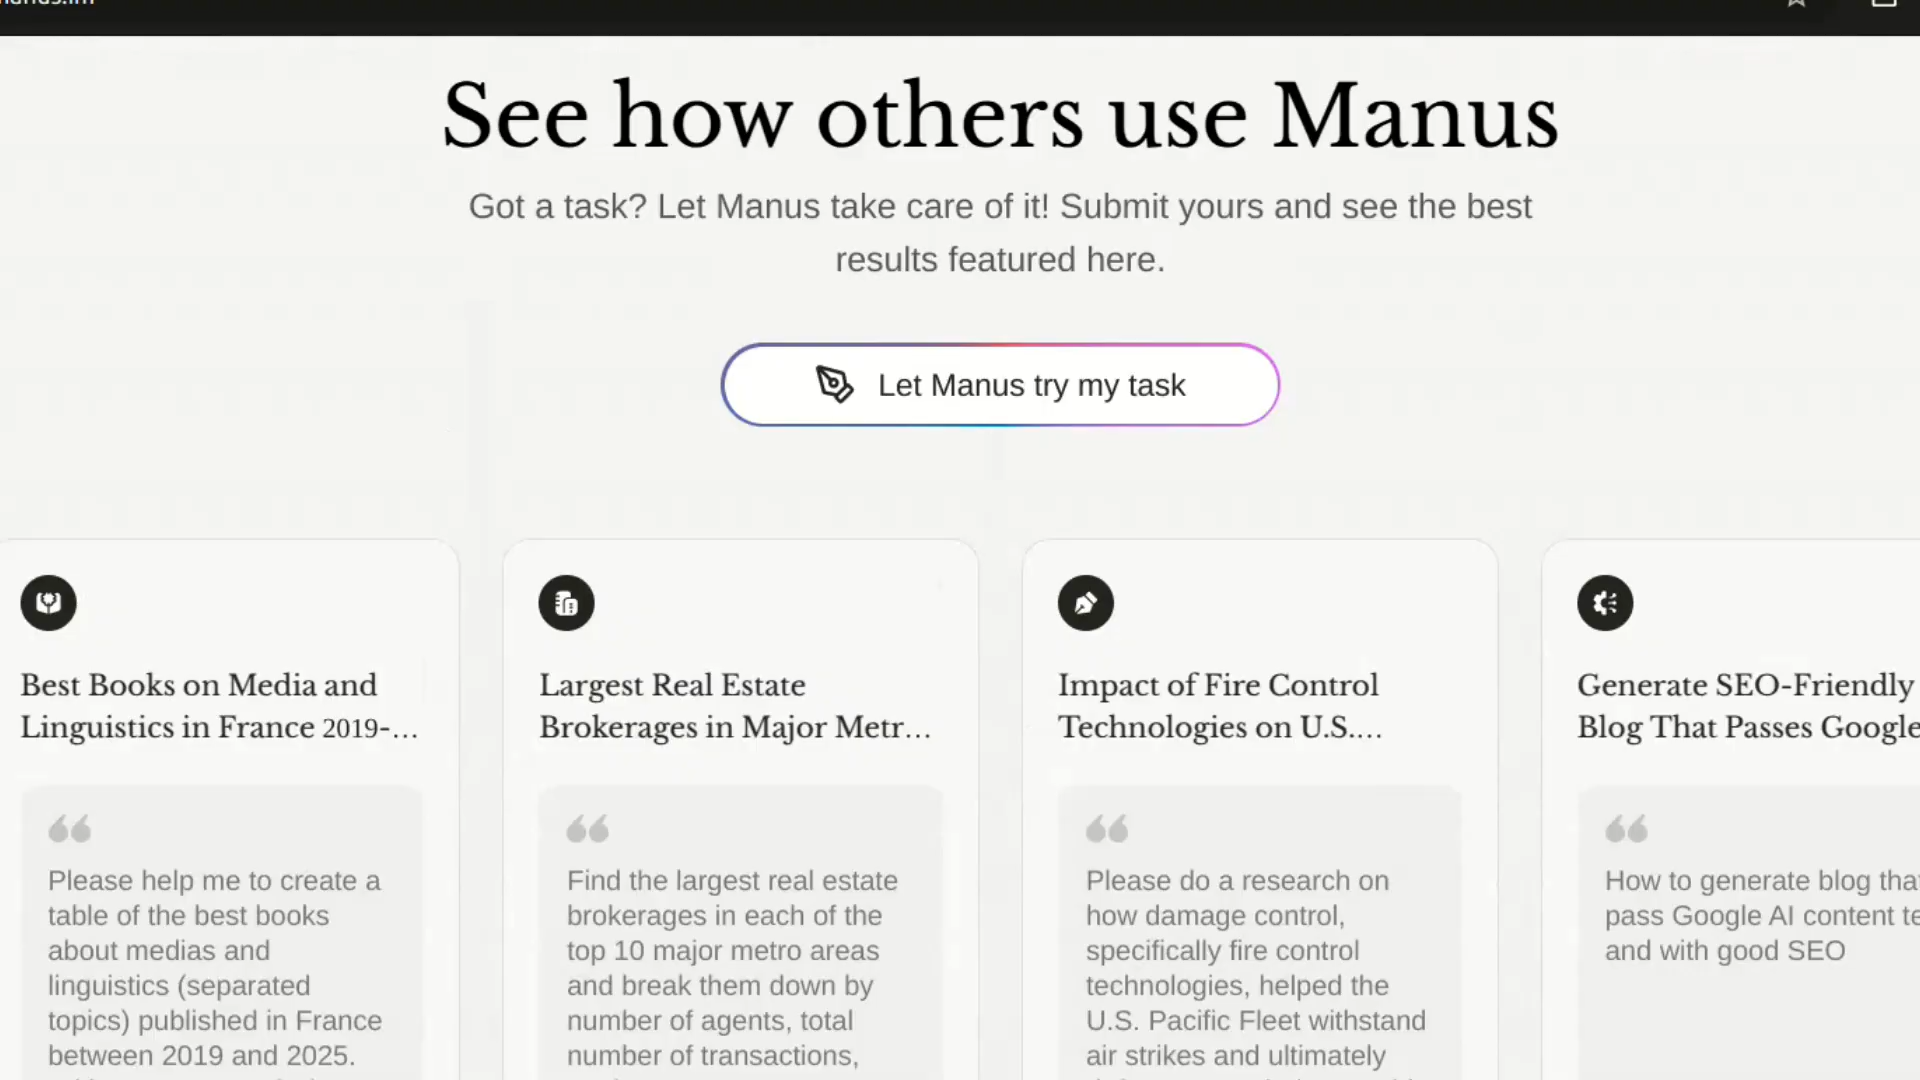 See how others use Manus
Got a task? Let Manus take care of it! Submit yours and see the best
results featured here.
Let Manus try my task
Best Books on Media and
Linguistics in France 2019-...
Please help me to create a
table of the best books
about medias and
linguistics (separated
topics) published in France
between 2019 and 2025.
Largest Real Estate
Brokerages in Major Metr...
Find the largest real estate
brokerages in each of the
top 10 major metro areas
and break them down by
number of agents, total
number of transactions,
Impact of Fire Control
Technologies on U.S....
Please do a research on
how damage control,
specifically fire control
technologies, helped the
U.S. Pacific Fleet withstand
air strikes and ultimately
Generate SEO-Friendly
Blog That Passes Google
How to generate blog tha
pass Google AI content te
and with good SEO